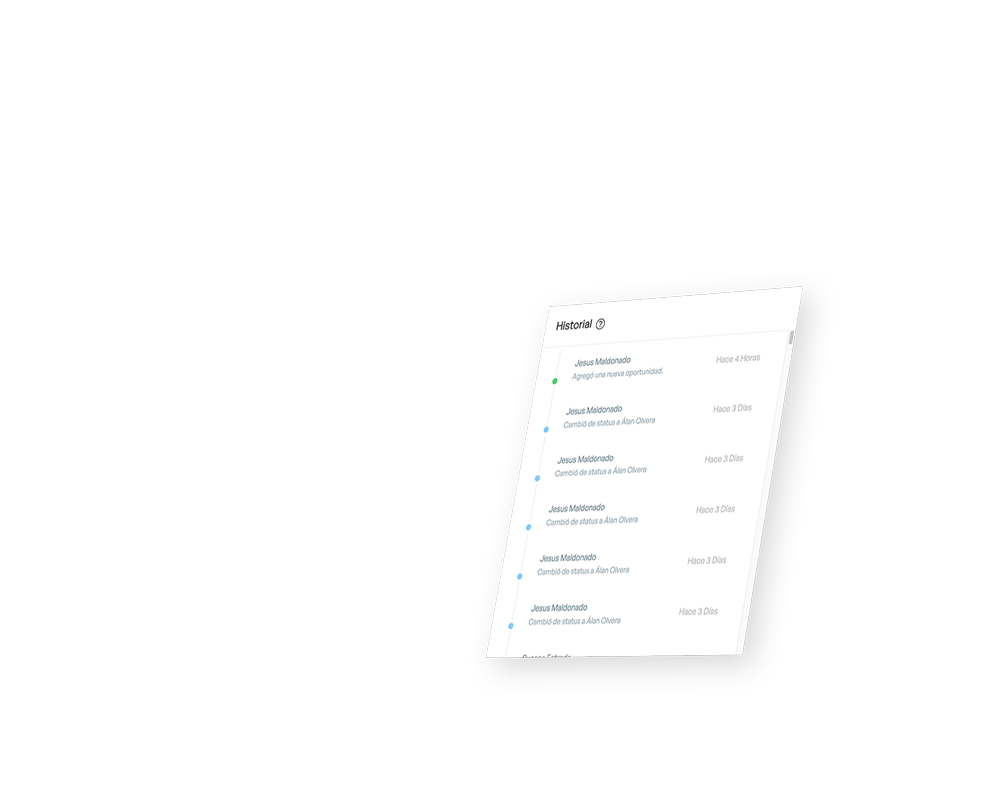 Historial ?
Jesus Maldonado
Hace 4 Horas
Agregó una nueva oportunidad.
Jesus Maldonado
Hace 3 Días
Cambió de status a Álan Olvera
Jesus Maldonado
Hace 3 Días
Cambió de status a Álan Olvera
Jesus Maldonado
Hace 3 Días
Cambió de status a Álan Olvera
Jesus Maldonado
Hace 3 Días
Cambió de status a Álan Olvera
Jesus Maldonado
Hace 3 Días
Cambió de status a Álan Olvera